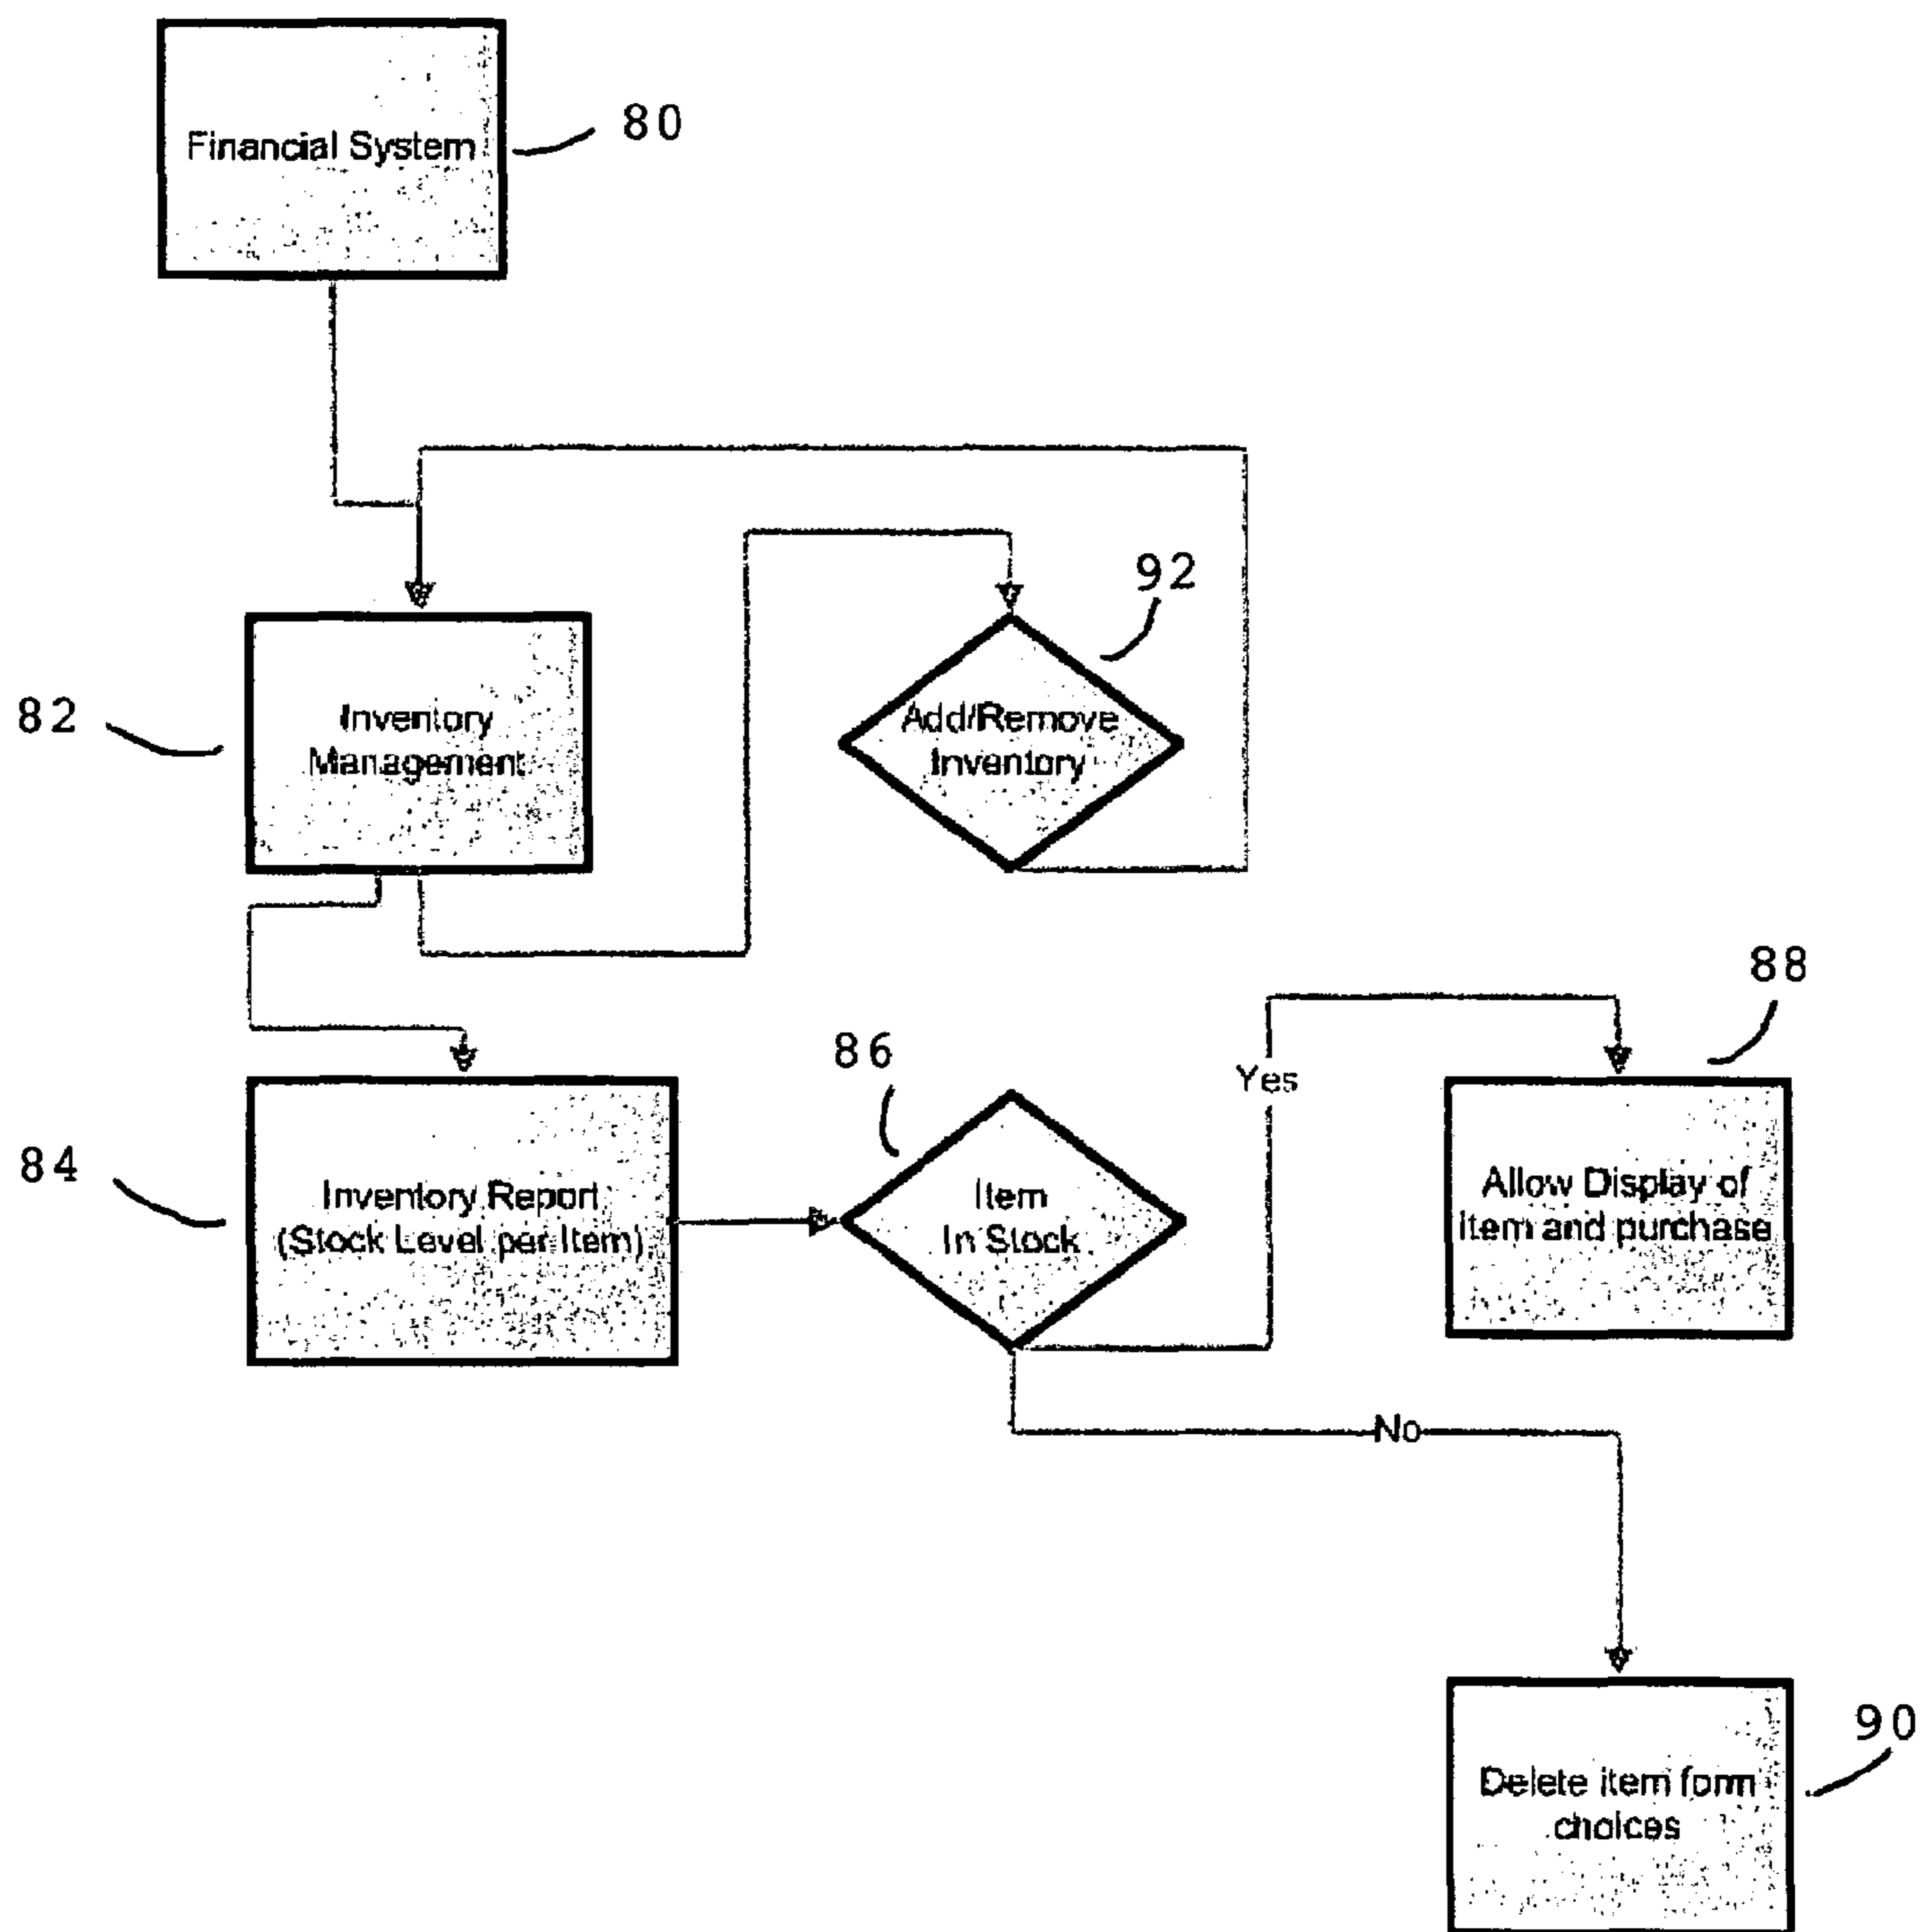 Financial System
80
92
82
Inventory
Management
Add/Remove
Inventory
88
86
Yes
84
Inventory Report
(Stock Level per Item)
Item
In Stock
Allow Display of
item and purchase
No
90
Delete item form
choices